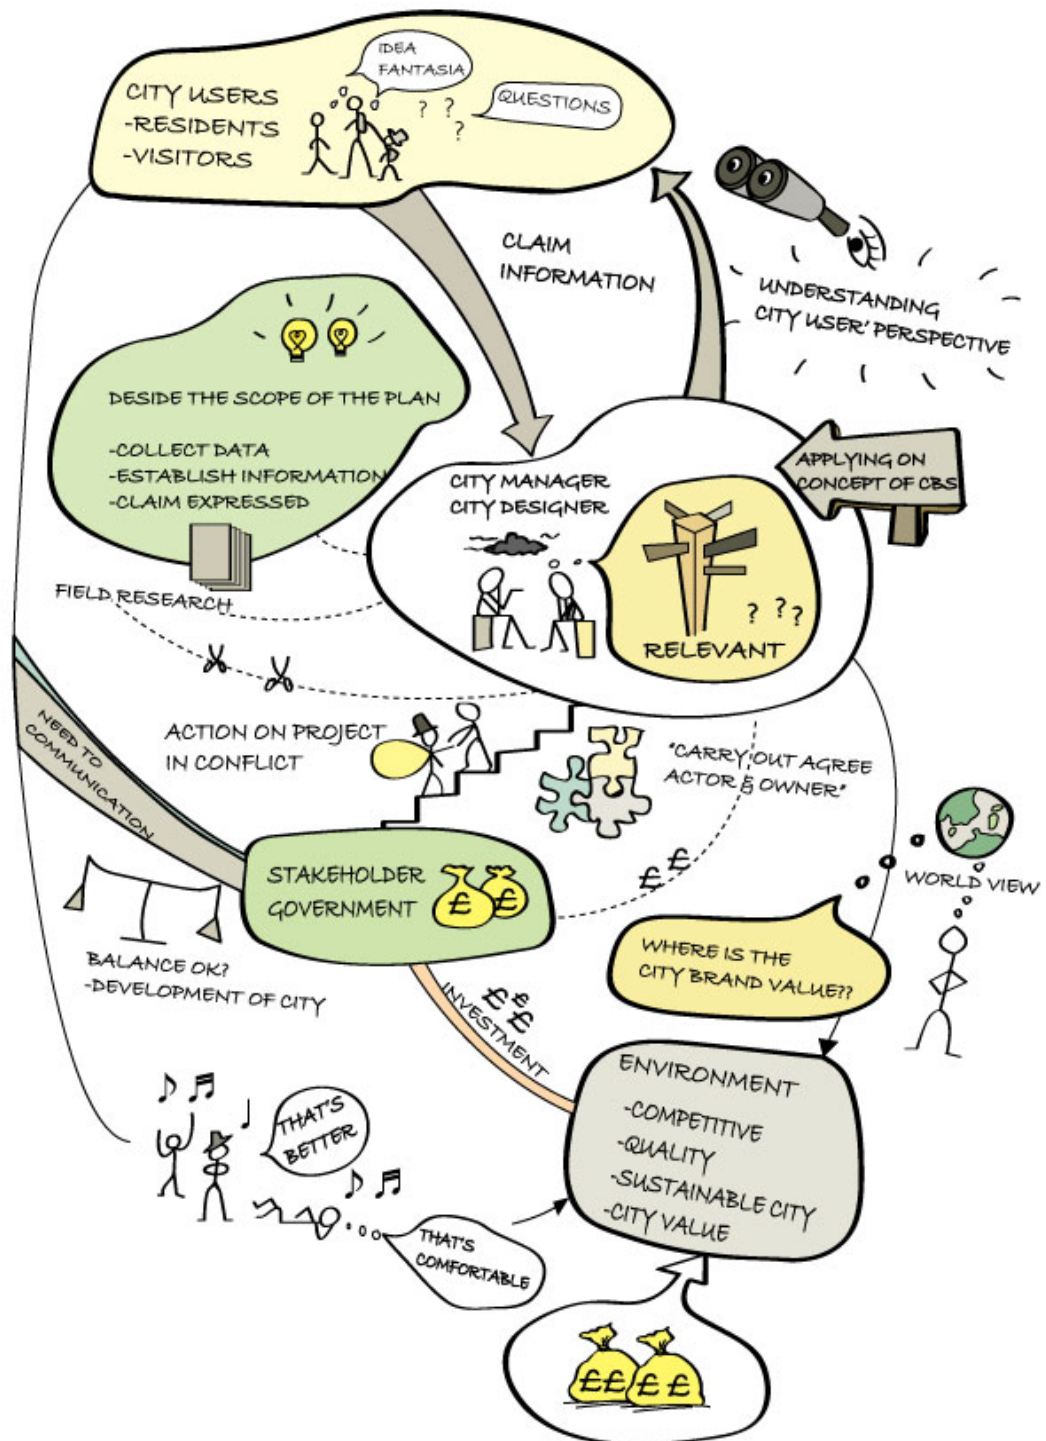 IDEA
FANTASIA
QUESTIONS
? ? ?
CITY USERS
-RESIDENTS
-VISITORS
CLAIM
INFORMATION
UNDERSTANDING
CITY USER' PERSPECTIVE
DESIDE THE SCOPE OF THE PLAN
-COLLECT DATA
-ESTABLISH INFORMATION
-CLAIM EXPRESSED
FIELD RESEARCH
CITY MANAGER
CITY DESIGNER
APPLYING ON
CONCEPT OF CBS
? ? ?
RELEVANT
NEED TO
COMMUNICATION
ACTION ON PROJECT
IN CONFLICT
"CARRY OUT AGREE
ACTOR & OWNER"
STAKEHOLDER
GOVERNMENT
£ £
£ £
WORLD VIEW
WHERE IS THE
CITY BRAND VALUE??
BALANCE OK?
-DEVELOPMENT OF CITY
£ £ £ £
INVESTMENT
ENVIRONMENT
-COMPETITIVE
-QUALITY
-SUSTAINABLE CITY
-CITY VALUE
THAT'S
BETTER
THAT'S
COMFORTABLE
££ £ £